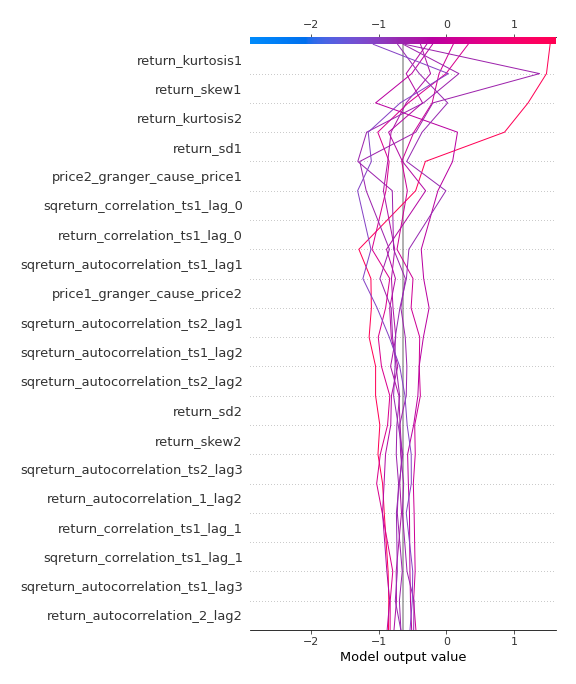 −2 −1 0 1
return_kurtosis1
return_skew1
return_kurtosis2
return_sd1
price2_granger_cause_price1
sqreturn_correlation_ts1_lag_0
return_correlation_ts1_lag_0
sqreturn_autocorrelation_ts1_lag1
price1_granger_cause_price2
sqreturn_autocorrelation_ts2_lag1
sqreturn_autocorrelation_ts1_lag2
sqreturn_autocorrelation_ts2_lag2
return_sd2
return_skew2
sqreturn_autocorrelation_ts2_lag3
return_autocorrelation_1_lag2
return_correlation_ts1_lag_1
sqreturn_correlation_ts1_lag_1
sqreturn_autocorrelation_ts1_lag3
return_autocorrelation_2_lag2
−2 −1 0 1
Model output value